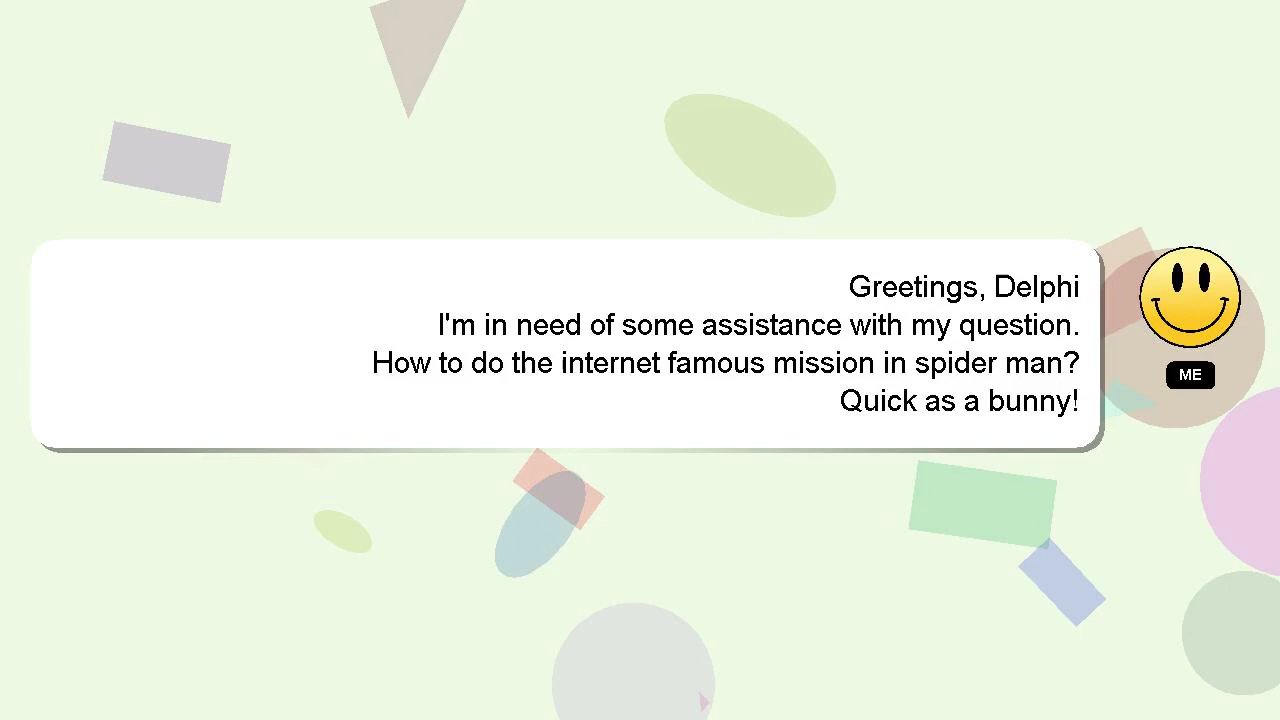 Greetings, Delphi
I'm in need of some assistance with my question.
How to do the internet famous mission in spider man?
Quick as a bunny!
ME